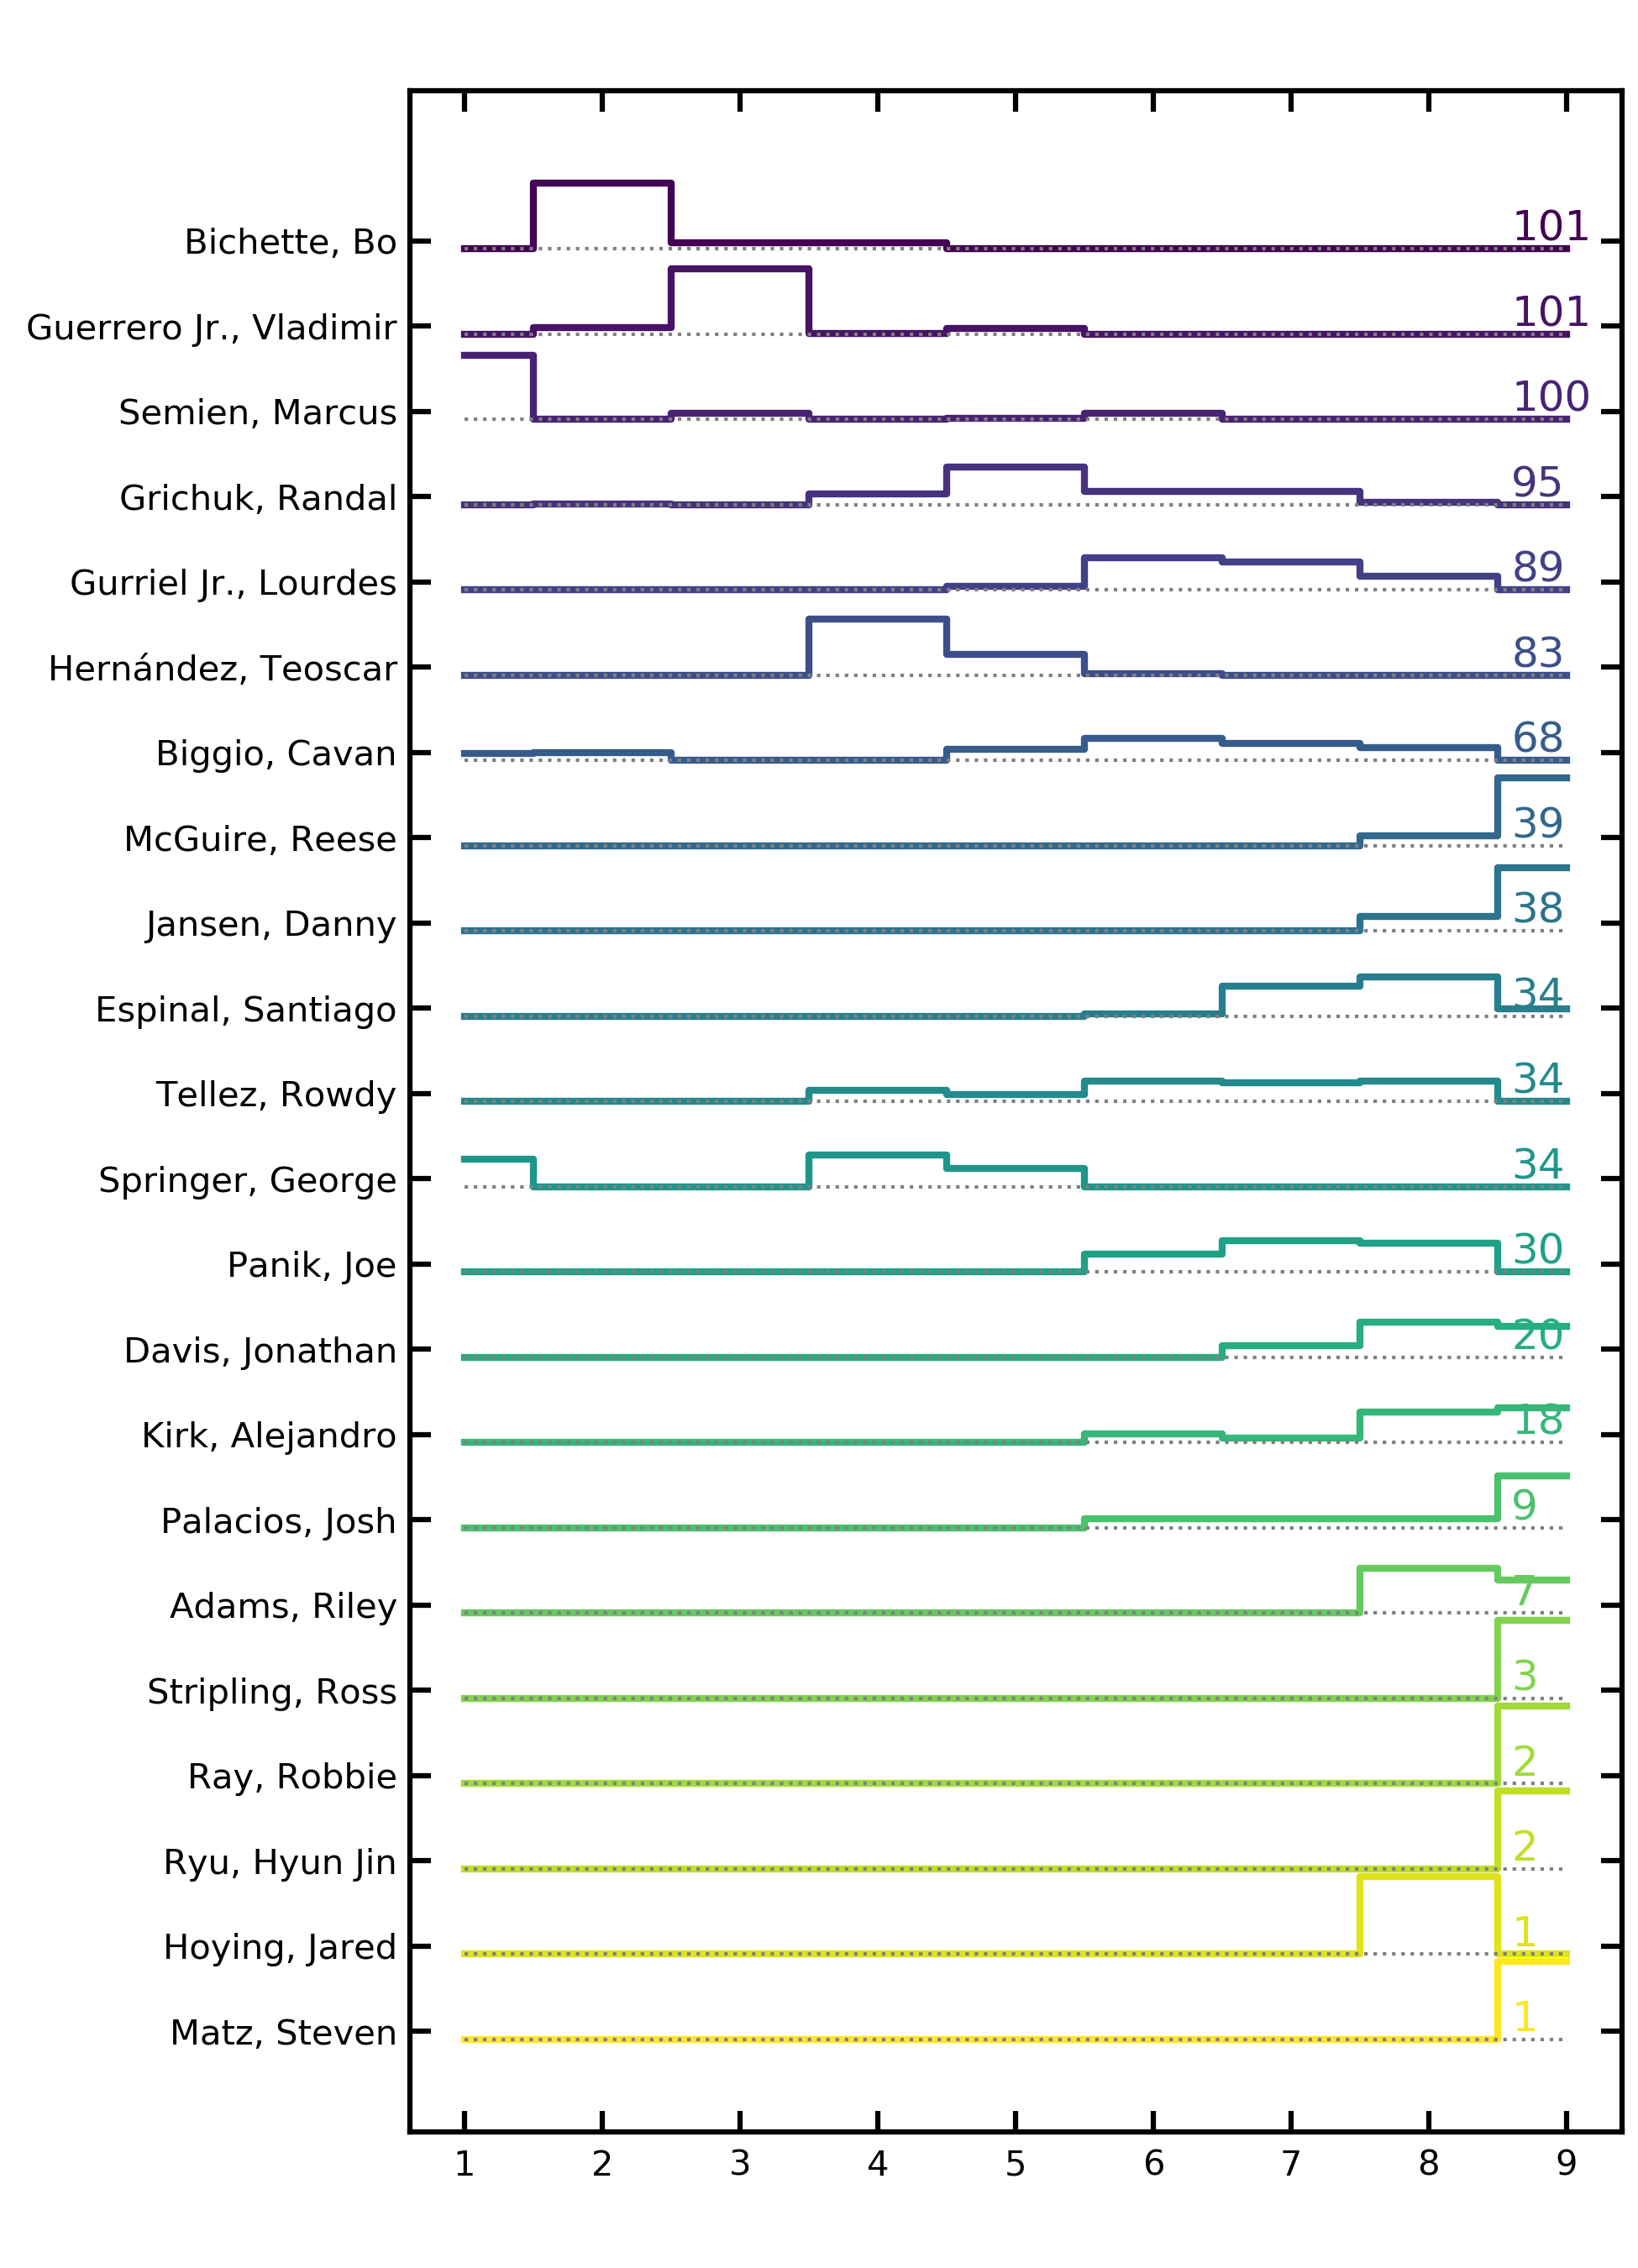 Bichette, Bo 101
Guerrero Jr., Vladimir 101
Semien, Marcus 100
Grichuk, Randal 95
Gurriel Jr., Lourdes 89
Hernández, Teoscar 83
Biggio, Cavan 68
McGuire, Reese 39
Jansen, Danny 38
Espinal, Santiago 34
Tellez, Rowdy 34
Springer, George 34
Panik, Joe 30
Davis, Jonathan 20
Kirk, Alejandro 18
Palacios, Josh 9
Adams, Riley 7
Stripling, Ross 3
Ray, Robbie 2
Ryu, Hyun Jin 2
Hoying, Jared 1
Matz, Steven 1
1 2 3 4 5 6 7 8 9